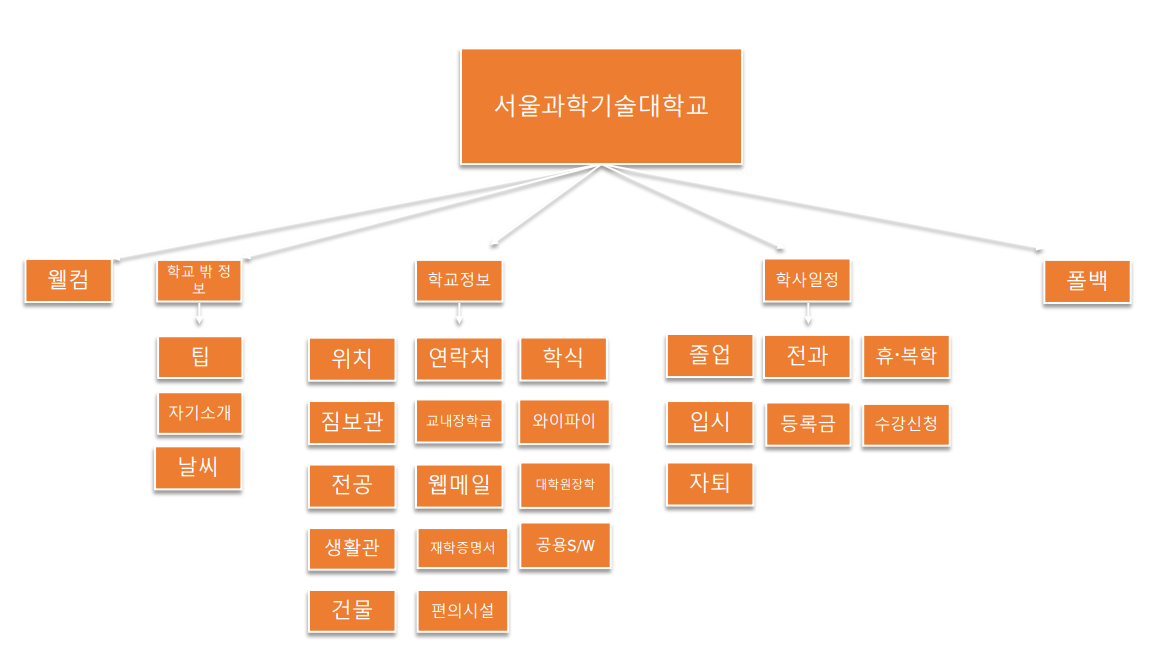 서울과학기술대학교
웰컴
학교 밖 정
보
학교정보
학사일정
폴백
팁
자기소개
날씨
위치
연락처
학식
짐보관
교내장학금
와이파이
전공
웹메일
대학원장학
생활관
재학증명서
공용S/W
건물
편의시설
졸업
전과
휴·복학
입시
등록금
수강신청
자퇴